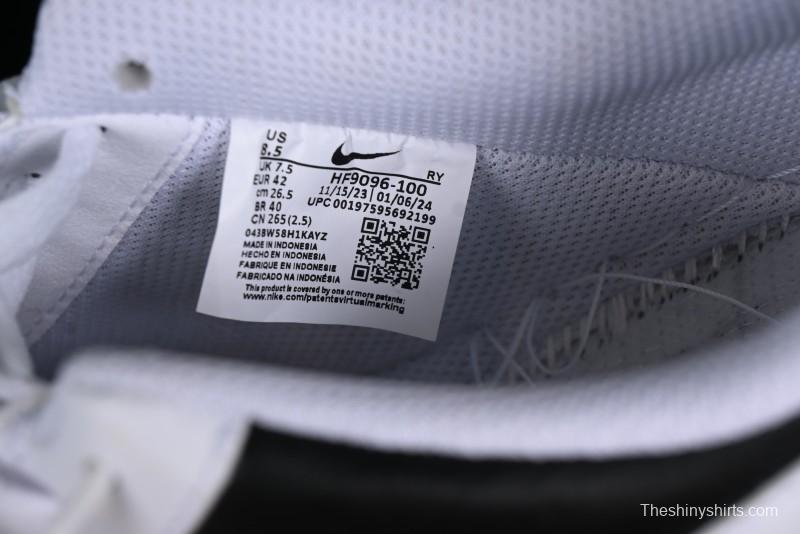 US
8.5
UK 7.5
EUR 42
cm 26.5
BR 40
CN 265(2.5)
RY
HF9096-100
11/15/23 | 01/06/24
UPC 00197595692199
043BW58H1KAYZ
MADE IN INDONESIA
HECHO EN INDONESIA
FABRIQUE EN INDONESIE
FABRICADO NA INDONÉSIA
This product is covered by one or more patents:
www.nike.com/patentsvirtualmarking
Theshinyshirts.com